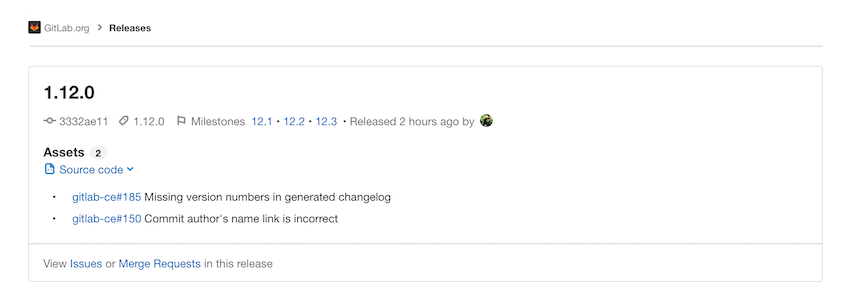 GitLab.org > Releases
1.12.0
3332ae11 1.12.0 Milestones 12.1 • 12.2 • 12.3 • Released 2 hours ago by
Assets 2
Source code
• gitlab-ce#185 Missing version numbers in generated changelog
• gitlab-ce#150 Commit author's name link is incorrect
View Issues or Merge Requests in this release